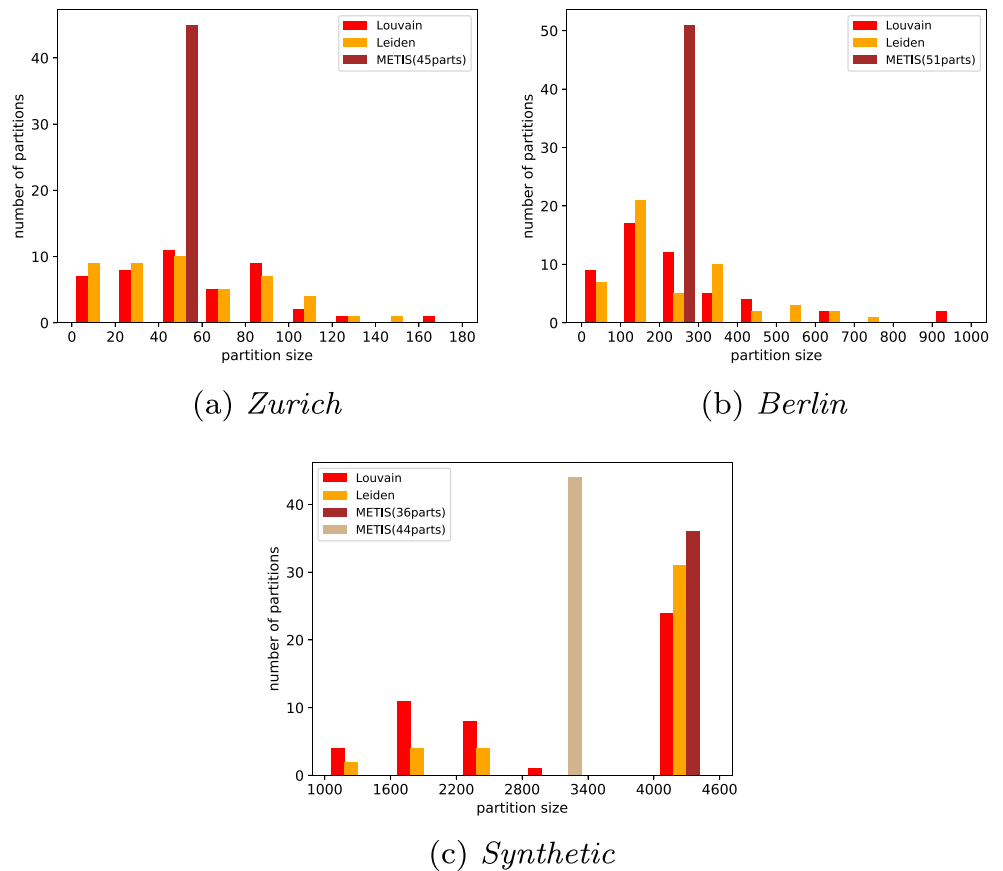 Louvain
Leiden
METIS(45parts)
number of partitions
40
30
20
10
0
0 20 40 60 80 100 120 140 160 180
partition size
(a) Zurich
Louvain
Leiden
METIS(51parts)
number of partitions
50
40
30
20
10
0
0 100 200 300 400 500 600 700 800 900 1000
partition size
(b) Berlin
Louvain
Leiden
METIS(36parts)
METIS(44parts)
number of partitions
40
30
20
10
0
1000 1600 2200 2800 3400 4000 4600
partition size
(c) Synthetic